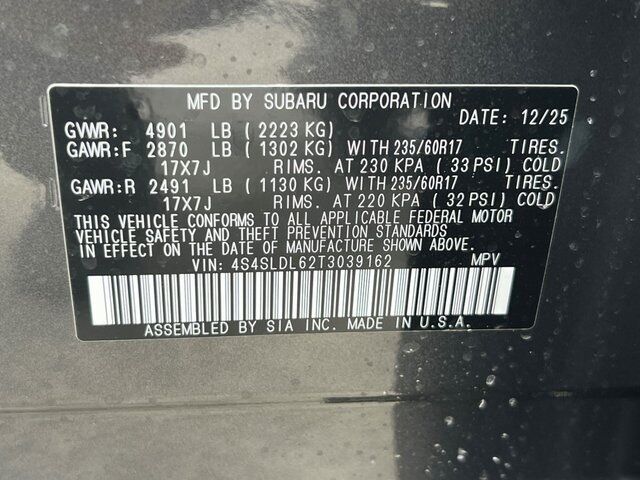 MFD BY SUBARU CORPORATION
DATE: 12/25
GVWR: 4901 LB (2223 KG)
GAWR:F 2870 LB (1302 KG) WITH 235/60R17 TIRES.
17X7J RIMS. AT 230 KPA (33 PSI) COLD
GAWR:R 2491 LB (1130 KG) WITH 235/60R17 TIRES.
17X7J RIMS. AT 220 KPA (32 PSI) COLD
THIS VEHICLE CONFORMS TO ALL APPLICABLE FEDERAL MOTOR
VEHICLE SAFETY AND THEFT PREVENTION STANDARDS
IN EFFECT ON THE DATE OF MANUFACTURE SHOWN ABOVE.
VIN: 4S4SLDL62T3039162 MPV
ASSEMBLED BY SIA INC. MADE IN U.S.A.